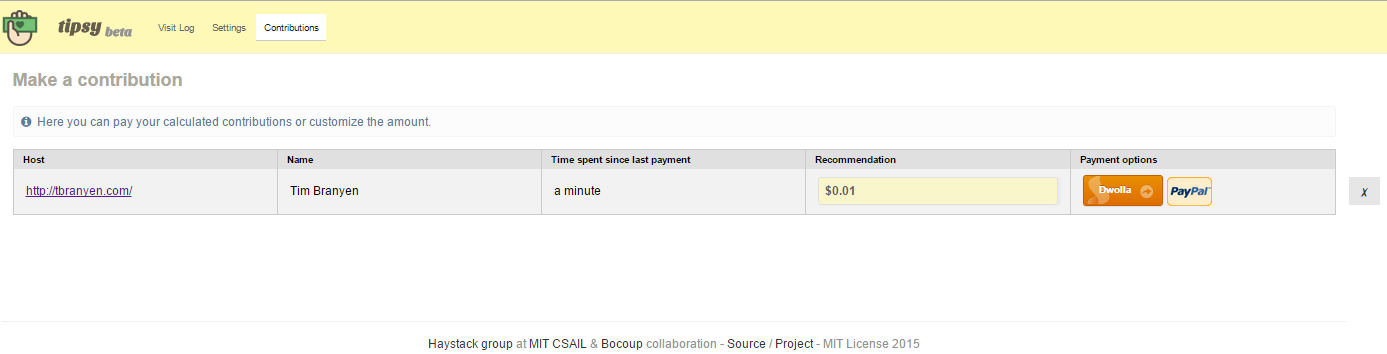 tipsy beta Visit Log Settings Contributions
Make a contribution
Here you can pay your calculated contributions or customize the amount.
Host Name Time spent since last payment Recommendation Payment options
http://tbranyen.com/ Tim Branyen a minute $0.01 Dwolla PayPal x
Haystack group at MIT CSAIL & Bocoup collaboration - Source / Project - MIT License 2015